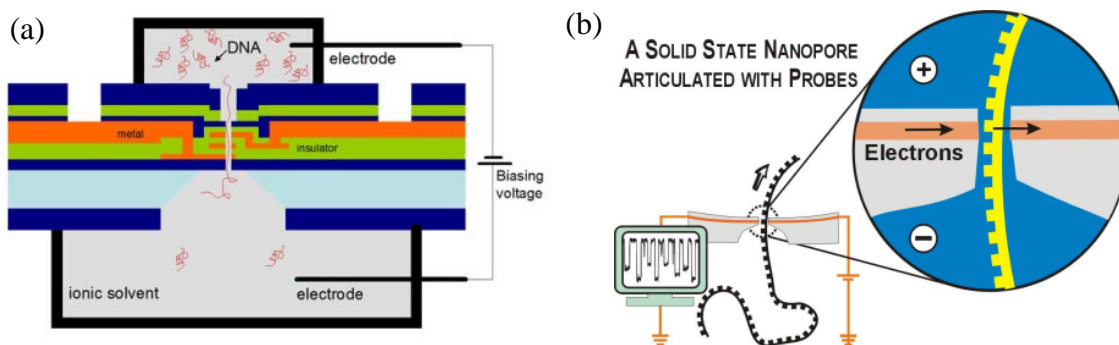 (a)
DNA
electrode
metal
insulator
Biasing
voltage
ionic solvent
electrode
(b)
A SOLID STATE NANOPORE
ARTICULATED WITH PROBES
+
Electrons
−